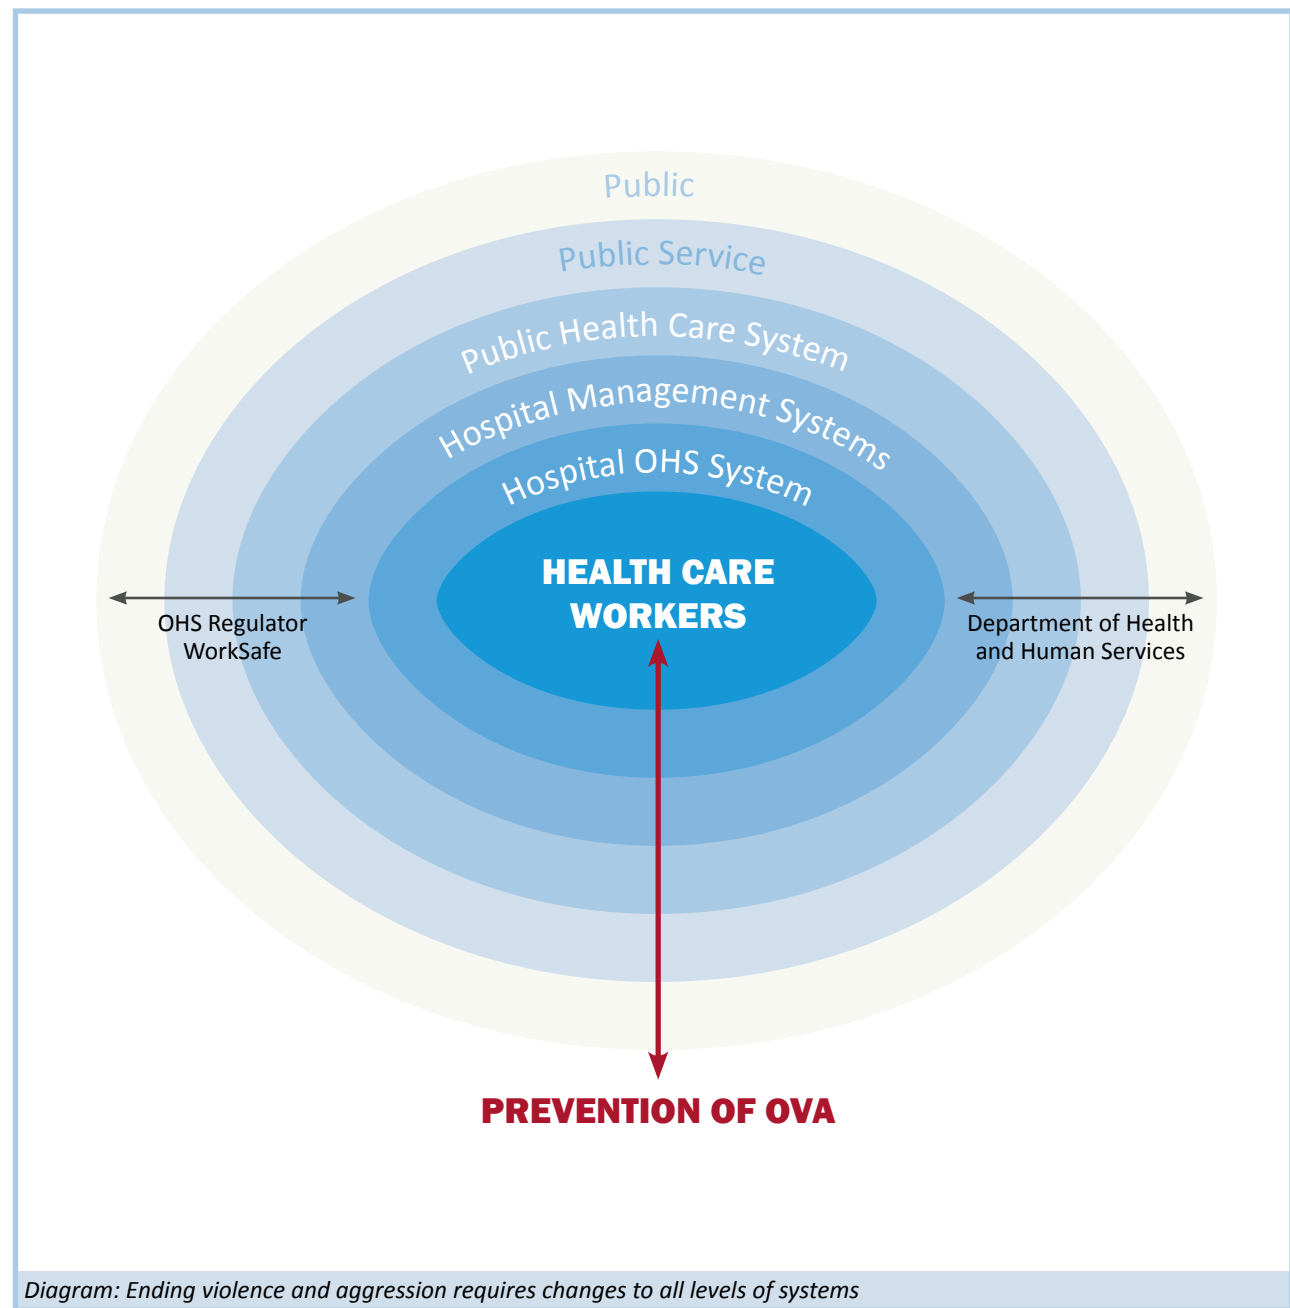 Public
Public Service
Public Health Care System
Hospital Management Systems
Hospital OHS System
HEALTH CARE
WORKERS
OHS Regulator
WorkSafe
Department of Health
and Human Services
PREVENTION OF OVA
Diagram: Ending violence and aggression requires changes to all levels of systems